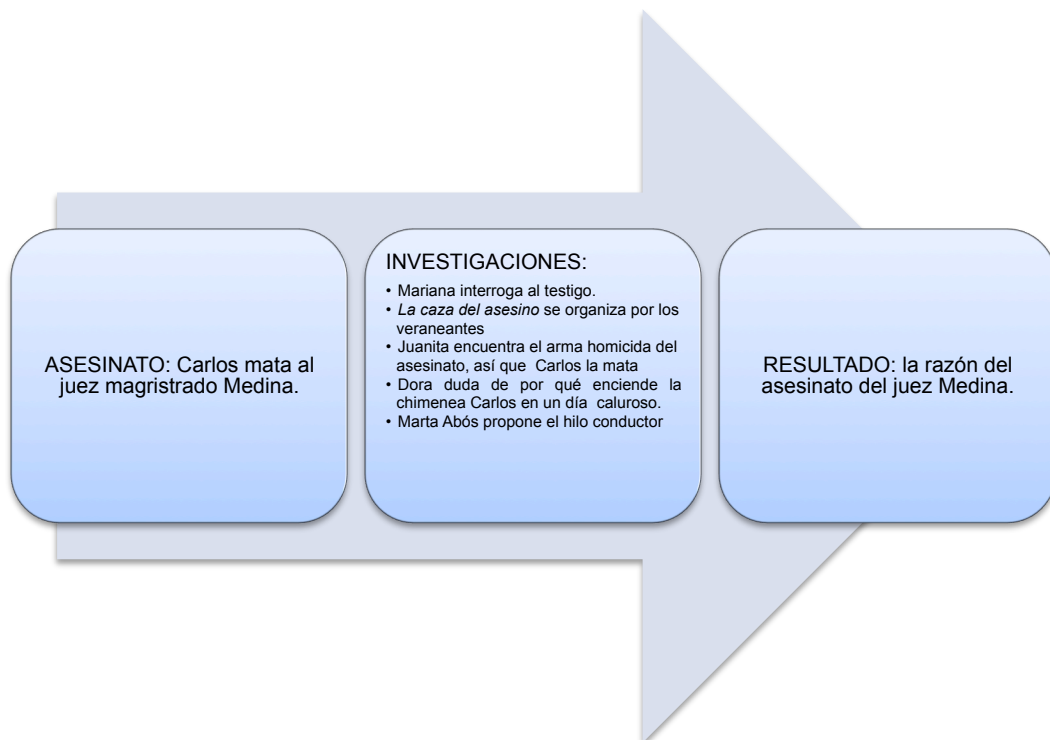 ASESINATO: Carlos mata al
juez magristrado Medina.
INVESTIGACIONES:
• Mariana interroga al testigo.
• La caza del asesino se organiza por los
veraneantes
• Juanita encuentra el arma homicida del
asesinato, así que Carlos la mata
• Dora duda de por qué enciende la
chimenea Carlos en un día caluroso.
• Marta Abós propone el hilo conductor
RESULTADO: la razón del
asesinato del juez Medina.